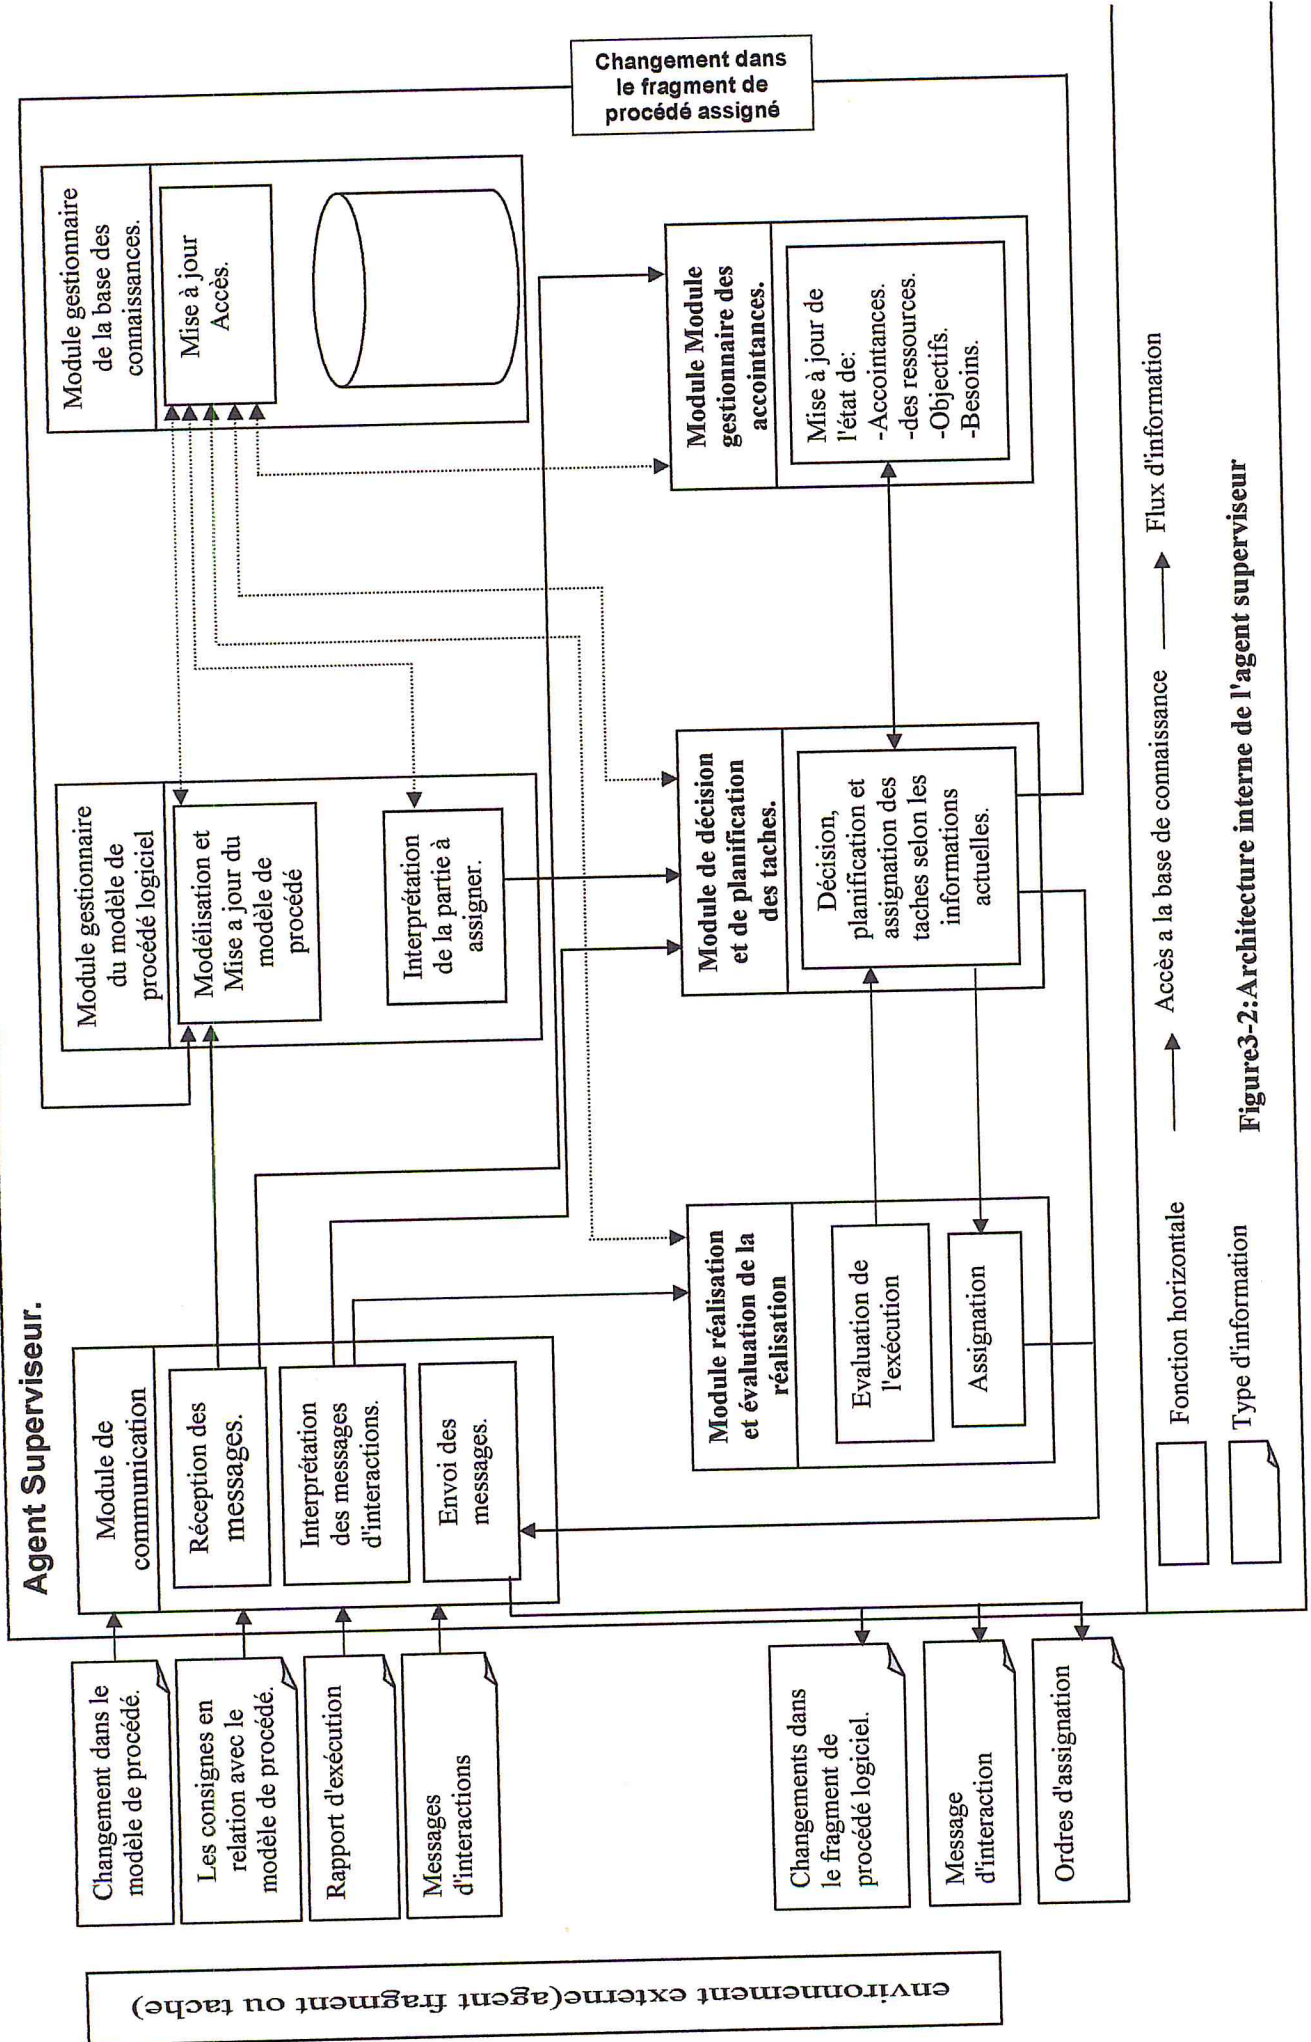 Agent Superviseur.
environnement externe(agent fragment ou tache)
Changement dans le
modèle de procédé.
Les consignes en
relation avec le
modèle de procédé.
Rapport d'exécution
Messages
d'interactions
Changements dans
le fragment de
procédé logiciel.
Message
d'interaction
Ordres d'assignation
Module de
communication
Réception des
messages.
Interprétation
des messages
d'interactions.
Envoi des
messages.
Module gestionnaire
du modèle de
procédé logiciel
Modélisation et
Mise a jour du
modèle de
procédé
Interprétation
de la partie à
assigner.
Module gestionnaire
de la base des
connaissances.
Mise à jour
Accès.
Module réalisation
et évaluation de la
réalisation
Evaluation de
l'exécution
Assignation
Module de décision
et de planification
des taches.
Décision,
planification et
assignation des
taches selon les
informations
actuelles.
Module Module
gestionnaire des
accointances.
Mise à jour de
l'état de:
-Accointances.
-des ressources.
-Objectifs.
-Besoins.
Changement dans
le fragment de
procédé assigné
Fonction horizontale
Accès a la base de connaissance
Flux d'information
Type d'information
Figure3-2:Architecture interne de l'agent superviseur